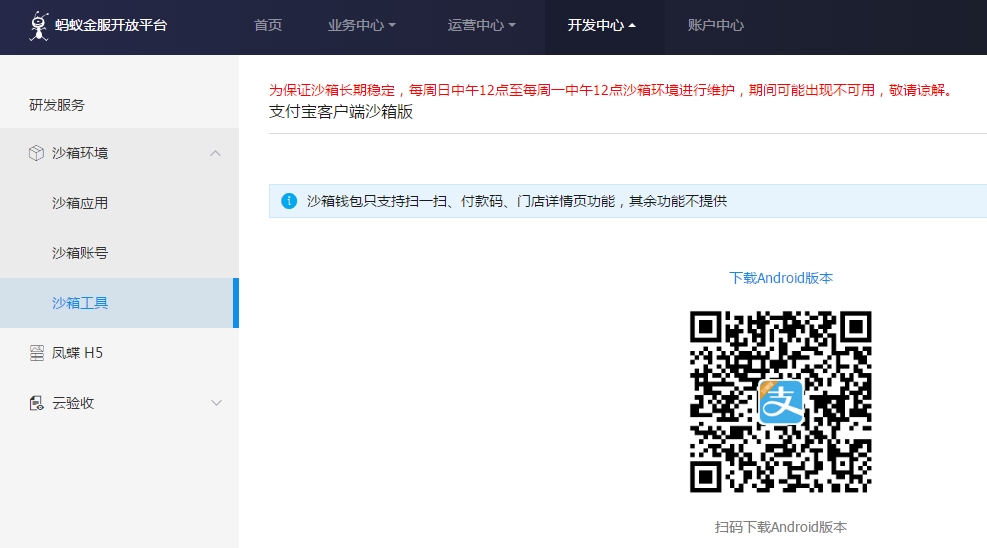 蚂蚁金服开放平台 首页 业务中心 运营中心 开发中心 账户中心
研发服务
沙箱环境
沙箱应用
沙箱账号
沙箱工具
凤蝶 H5
云验收
为保证沙箱长期稳定，每周日中午12点至每周一中午12点沙箱环境进行维护，期间可能出现不可用，敬请谅解。
支付宝客户端沙箱版
沙箱钱包只支持扫一扫、付款码、门店详情页功能，其余功能不提供
下载Android版本
支
扫码下载Android版本